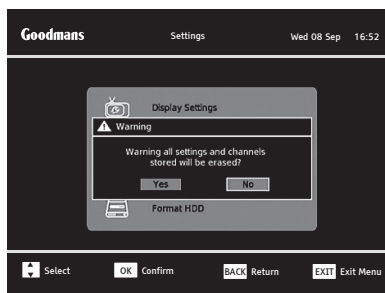 Goodmans Settings Wed 08 Sep 16:52
Display Settings
Warning
Warning all settings and channels
stored will be erased?
Yes No
Format HDD
Select OK Confirm BACK Return EXIT Exit Menu